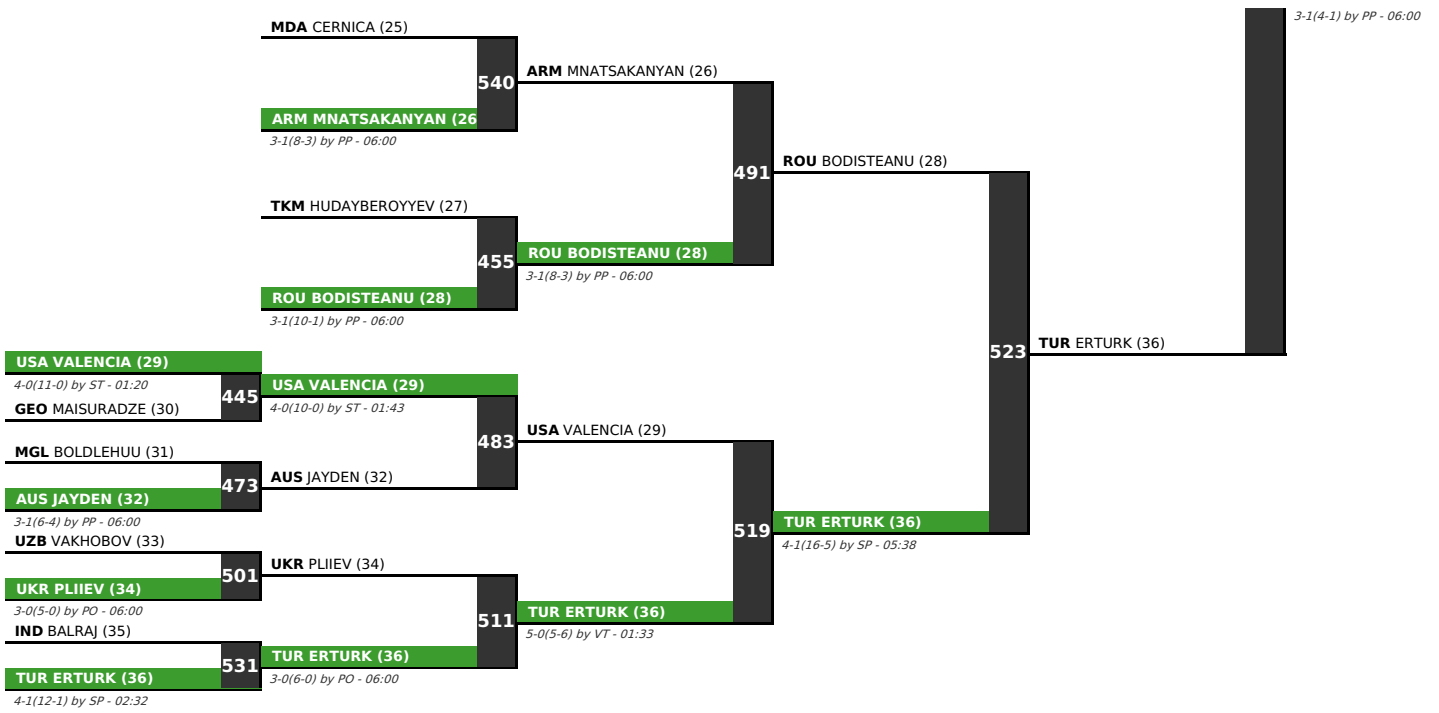 3-1(4-1) by PP - 06:00
MDA CERNICA (25)
540
ARM MNATSAKANYAN (26)
ARM MNATSAKANYAN (26
3-1(8-3) by PP - 06:00
491
ROU BODISTEANU (28)
TKM HUDAYBEROYYEV (27)
455
ROU BODISTEANU (28)
3-1(8-3) by PP - 06:00
ROU BODISTEANU (28)
3-1(10-1) by PP - 06:00
523
TUR ERTURK (36)
USA VALENCIA (29)
4-0(11-0) by ST - 01:20
445
GEO MAISURADZE (30)
USA VALENCIA (29)
4-0(10-0) by ST - 01:43
483
USA VALENCIA (29)
MGL BOLDLEHUU (31)
473
AUS JAYDEN (32)
AUS JAYDEN (32)
3-1(6-4) by PP - 06:00
519
TUR ERTURK (36)
4-1(16-5) by SP - 05:38
UZB VAKHOBOV (33)
501
UKR PLIIEV (34)
UKR PLIIEV (34)
3-0(5-0) by PO - 06:00
511
TUR ERTURK (36)
5-0(5-6) by VT - 01:33
IND BALRAJ (35)
531
TUR ERTURK (36)
3-0(6-0) by PO - 06:00
TUR ERTURK (36)
4-1(12-1) by SP - 02:32